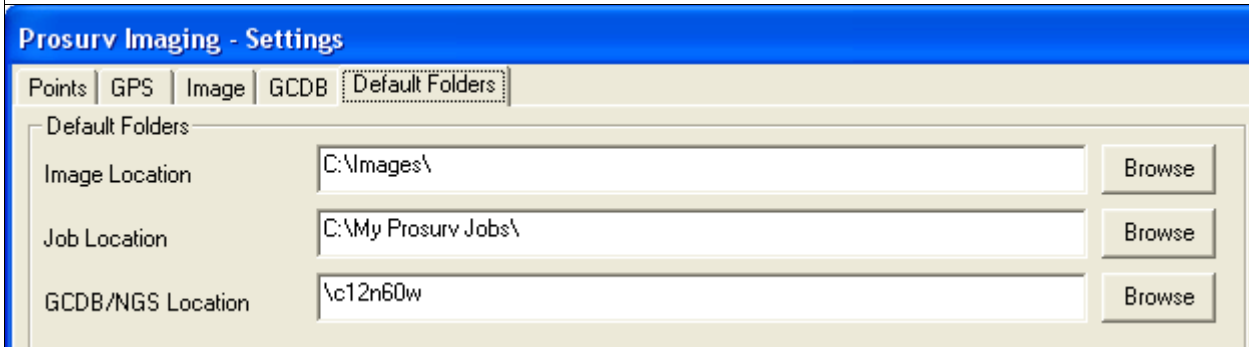 Prosurv Imaging - Settings
Points GPS Image GCDB Default Folders
Default Folders
Image Location C:\Images\ Browse
Job Location C:\My Prosurv Jobs\ Browse
GCDB/NGS Location \c12n60w Browse